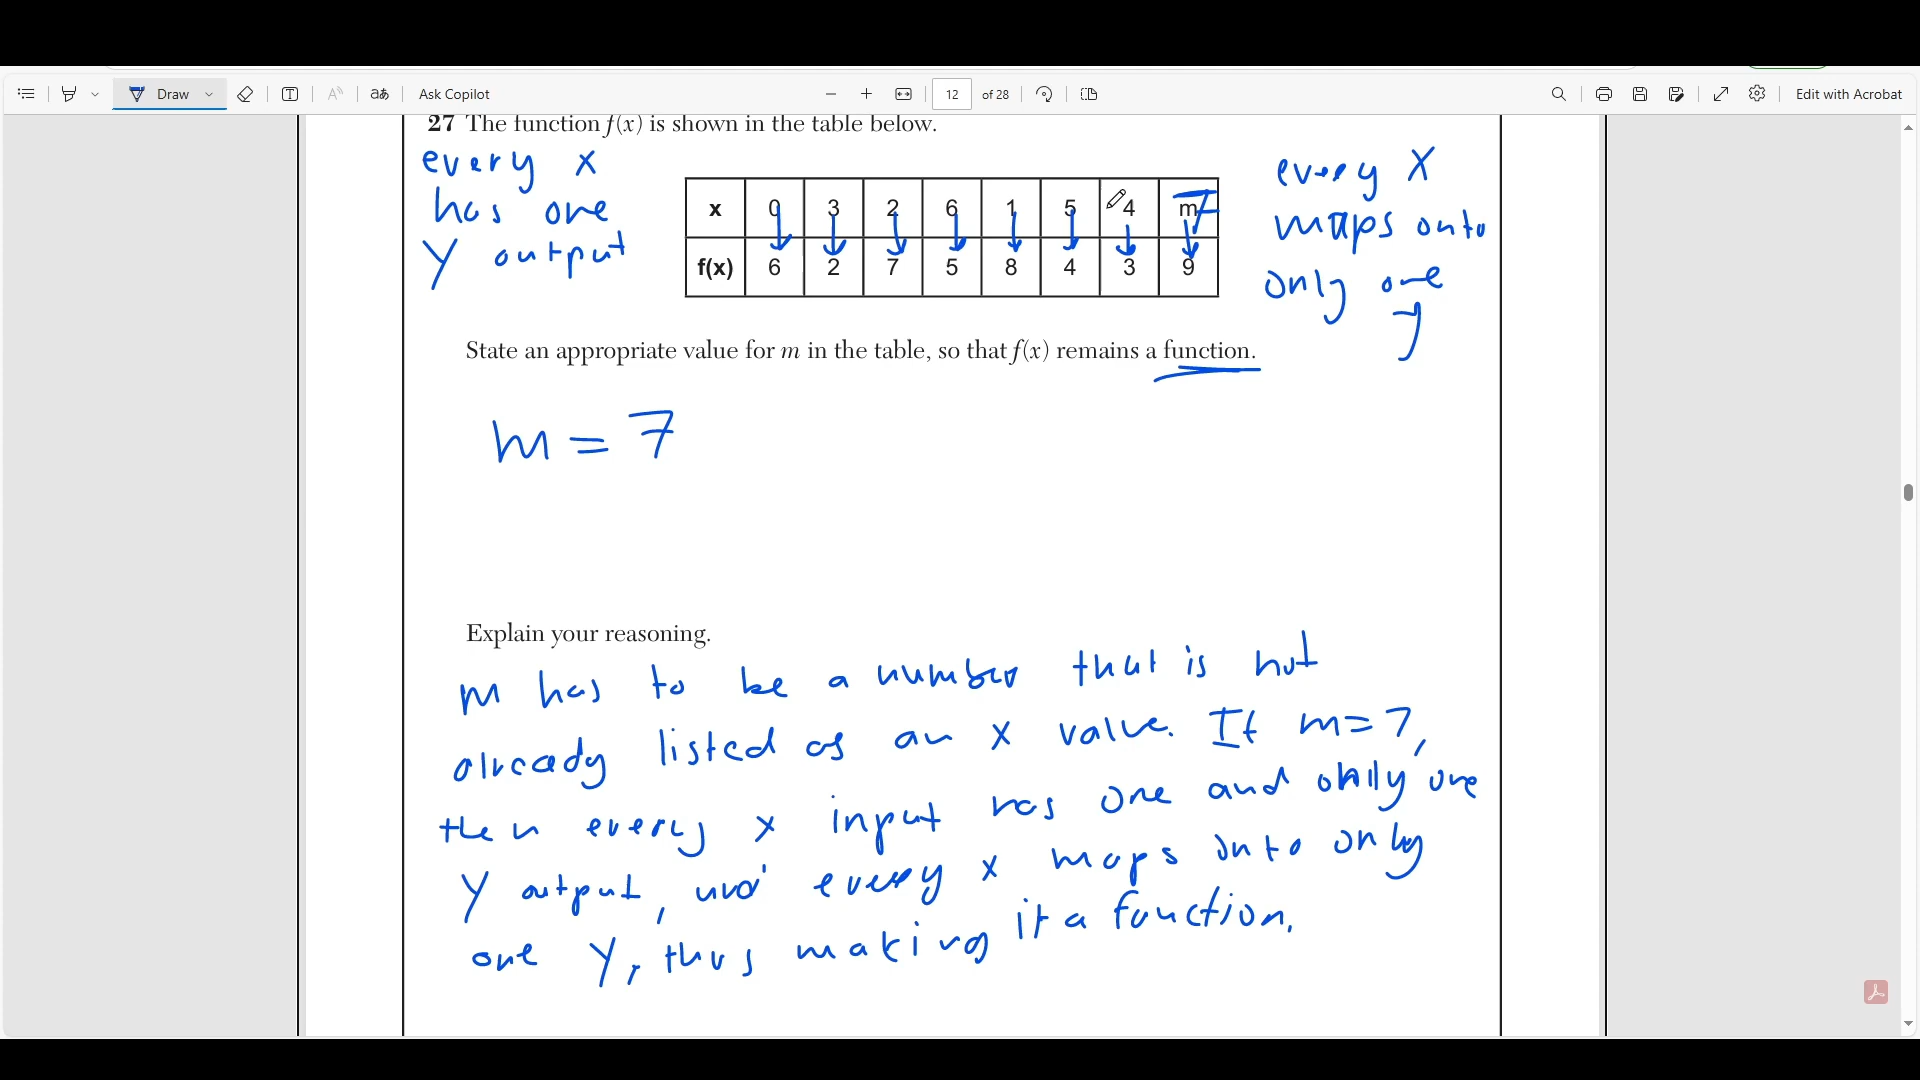 Draw
Ask Copilot
12 of 28
Edit with Acrobat
27 The function f(x) is shown in the table below.
every x
has one
y output
x 0 3 2 6 1 5 4 m 7
f(x) 6 2 7 5 8 4 3 9
every x
maps onto
only one
y
State an appropriate value for m in the table, so that f(x) remains a function.
m = 7
Explain your reasoning.
m has to be a number that is not
already listed as an x value. If m=7,
then every x input has one and only one
y output, and every x maps onto only
one y, thus making it a function.